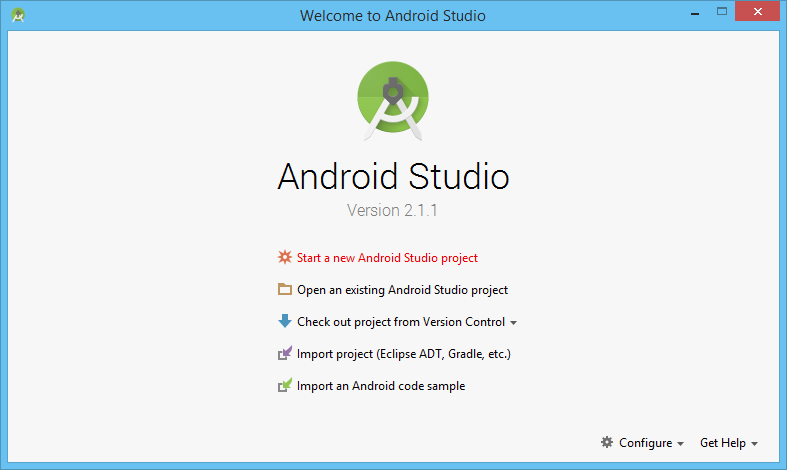 Welcome to Android Studio
Android Studio
Version 2.1.1
Start a new Android Studio project
Open an existing Android Studio project
Check out project from Version Control
Import project (Eclipse ADT, Gradle, etc.)
Import an Android code sample
Configure Get Help